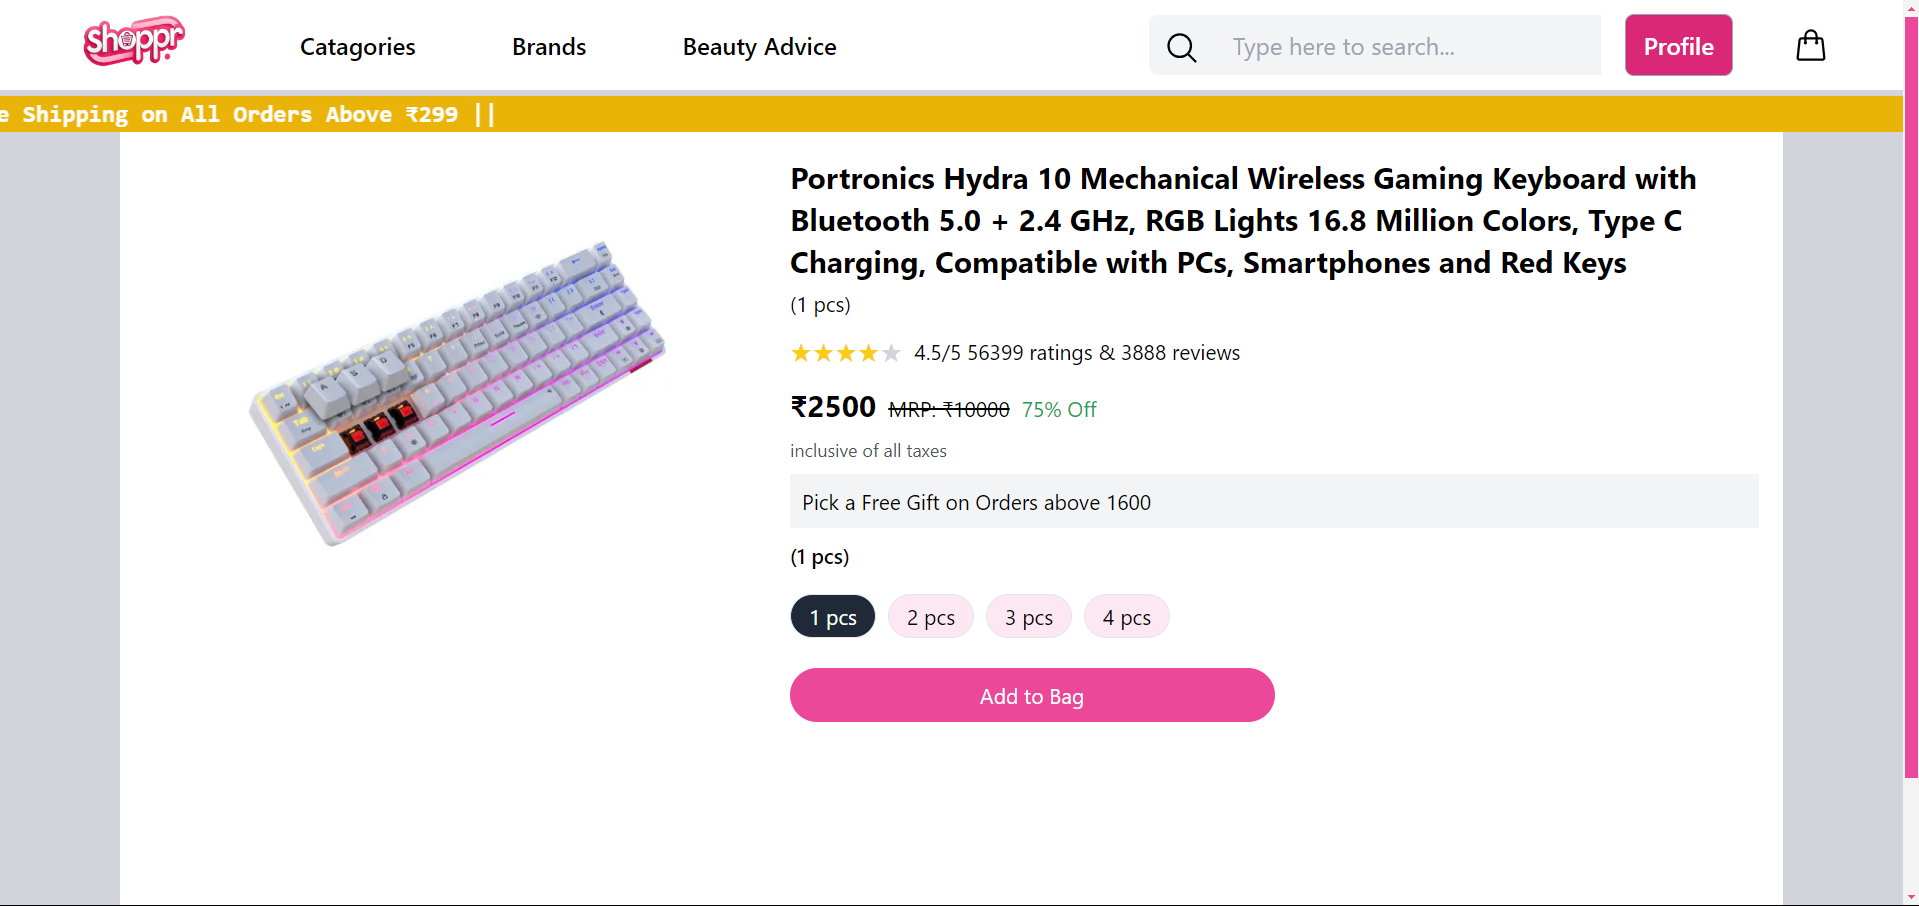 Shoppr
Catagories
Brands
Beauty Advice
Type here to search...
Profile
e Shipping on All Orders Above ₹299 ||
Portronics Hydra 10 Mechanical Wireless Gaming Keyboard with
Bluetooth 5.0 + 2.4 GHz, RGB Lights 16.8 Million Colors, Type C
Charging, Compatible with PCs, Smartphones and Red Keys
(1 pcs)
4.5/5 56399 ratings & 3888 reviews
₹2500 MRP: ₹10000 75% Off
inclusive of all taxes
Pick a Free Gift on Orders above 1600
(1 pcs)
1 pcs
2 pcs
3 pcs
4 pcs
Add to Bag